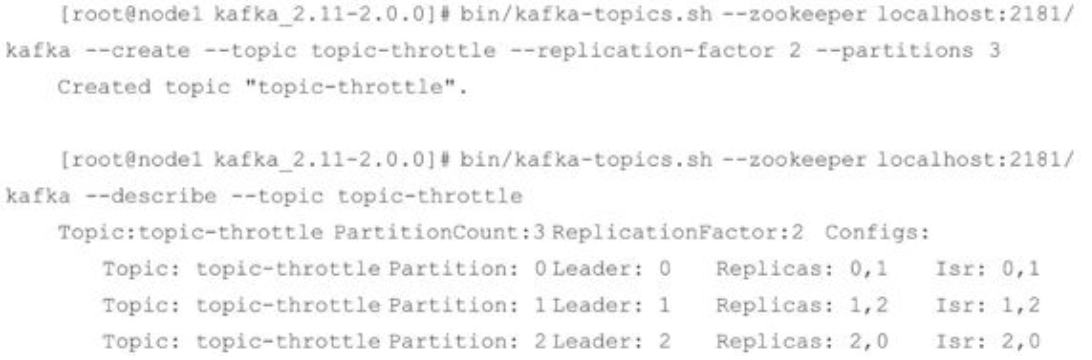 [root@node1 kafka_2.11-2.0.0]# bin/kafka-topics.sh --zookeeper localhost:2181/
kafka --create --topic topic-throttle --replication-factor 2 --partitions 3
Created topic "topic-throttle".
[root@node1 kafka_2.11-2.0.0]# bin/kafka-topics.sh --zookeeper localhost:2181/
kafka --describe --topic topic-throttle
Topic:topic-throttle PartitionCount:3 ReplicationFactor:2 Configs:
Topic: topic-throttle Partition: 0 Leader: 0 Replicas: 0,1 Isr: 0,1
Topic: topic-throttle Partition: 1 Leader: 1 Replicas: 1,2 Isr: 1,2
Topic: topic-throttle Partition: 2 Leader: 2 Replicas: 2,0 Isr: 2,0